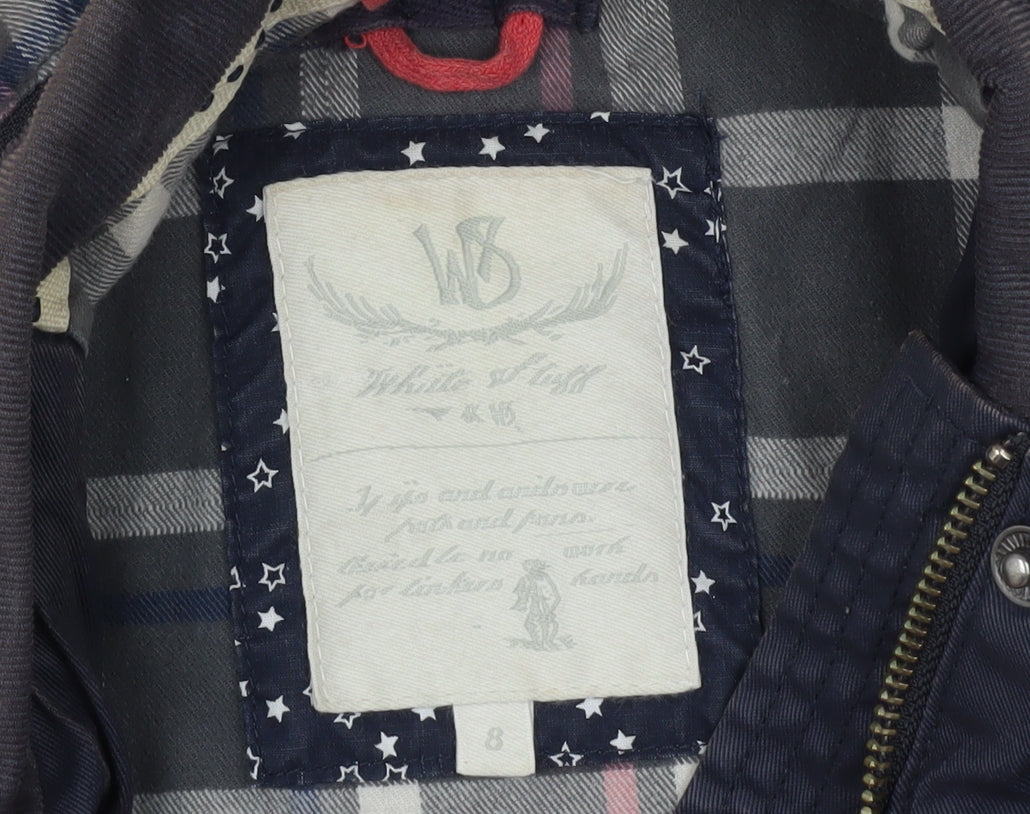 WS
White Stuff
& WS
If ifs and ands were
pots and pans.
there'd be no work
for tinkers hands
8